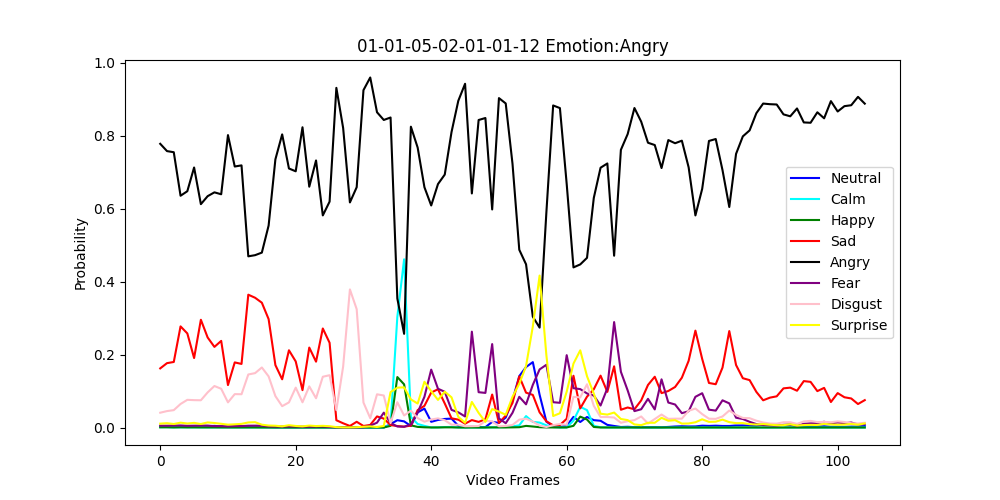 01-01-05-02-01-01-12 Emotion:Angry
1.0
0.8
0.6
0.4
0.2
0.0
Probability
0 20 40 60 80 100
Video Frames
Neutral
Calm
Happy
Sad
Angry
Fear
Disgust
Surprise